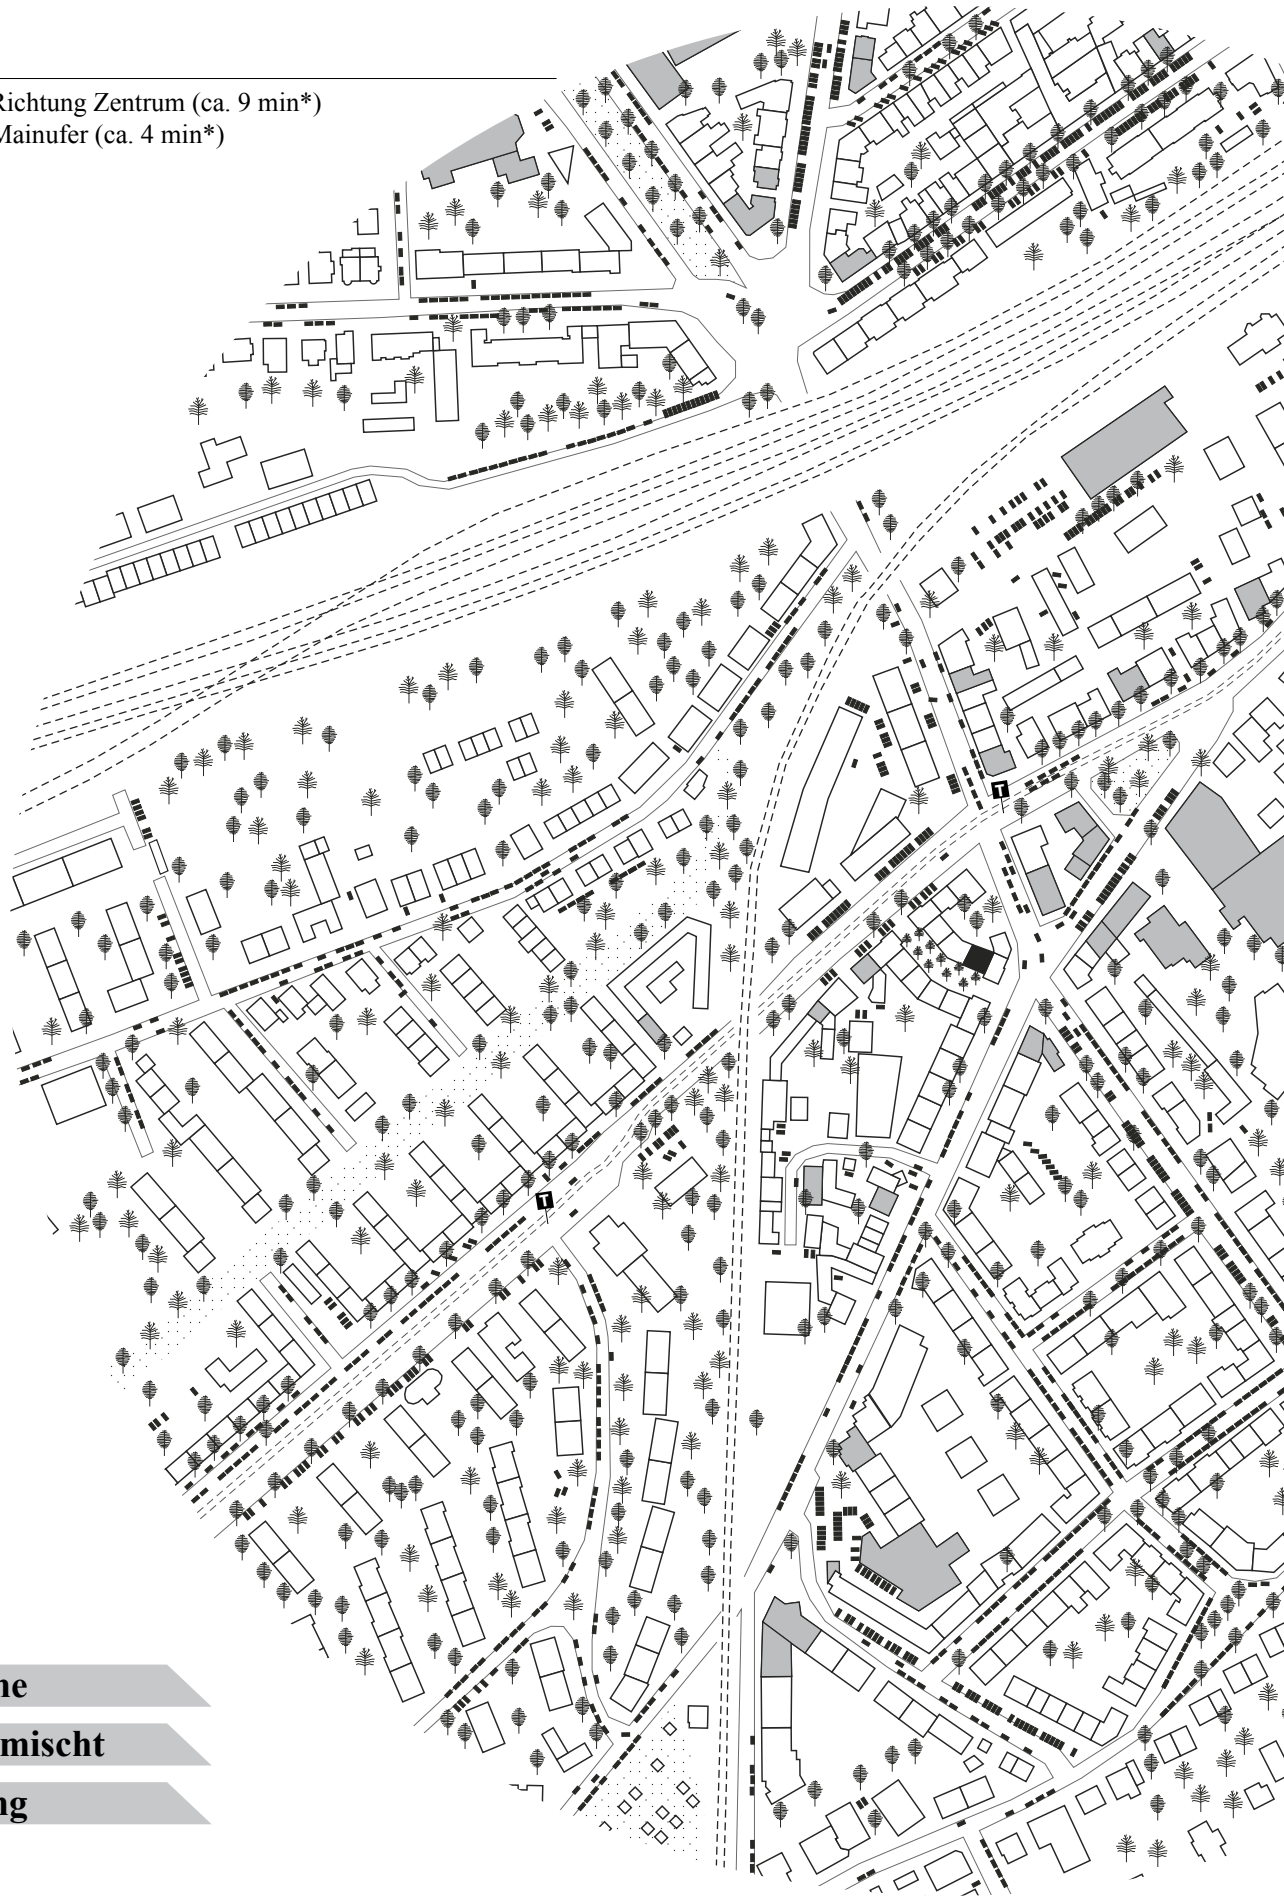 Richtung Zentrum (ca. 9 min*)
Mainufer (ca. 4 min*)
T
T
ne
mischt
ng